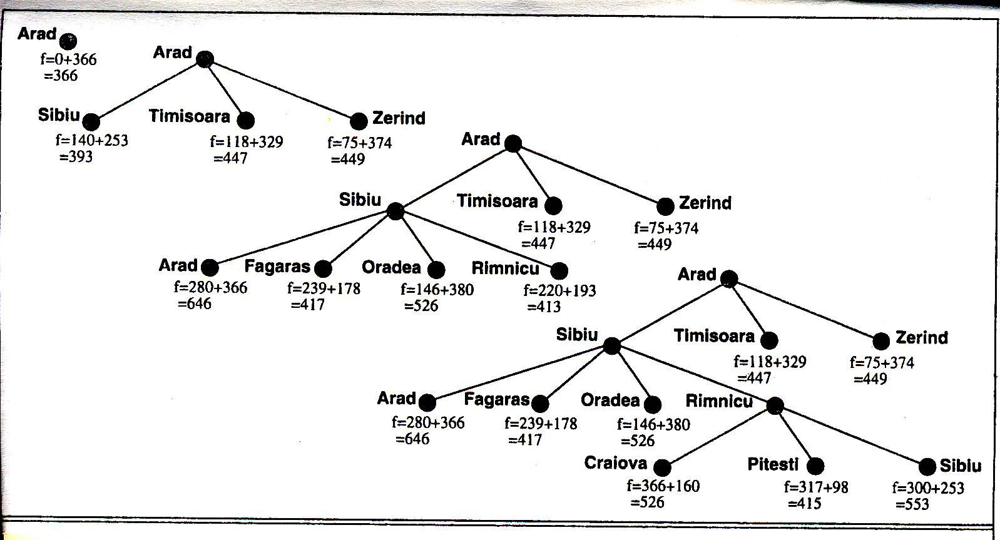 Arad
f=0+366
=366
Arad
Sibiu
f=140+253
=393
Timisoara
f=118+329
=447
Zerind
f=75+374
=449
Arad
Sibiu
Timisoara
f=118+329
=447
Zerind
f=75+374
=449
Arad
f=280+366
=646
Fagaras
f=239+178
=417
Oradea
f=146+380
=526
Rimnicu
f=220+193
=413
Arad
Sibiu
Timisoara
f=118+329
=447
Zerind
f=75+374
=449
Arad
f=280+366
=646
Fagaras
f=239+178
=417
Oradea
f=146+380
=526
Rimnicu
Craiova
f=366+160
=526
Pitesti
f=317+98
=415
Sibiu
f=300+253
=553